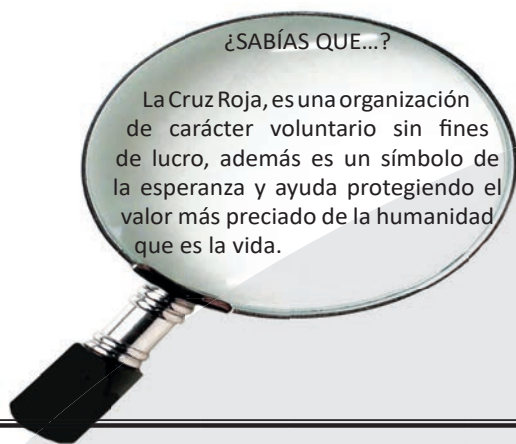 ¿SABÍAS QUE...?
La Cruz Roja, es una organización
de carácter voluntario sin fines
de lucro, además es un símbolo de
la esperanza y ayuda protegiendo el
valor más preciado de la humanidad
que es la vida.